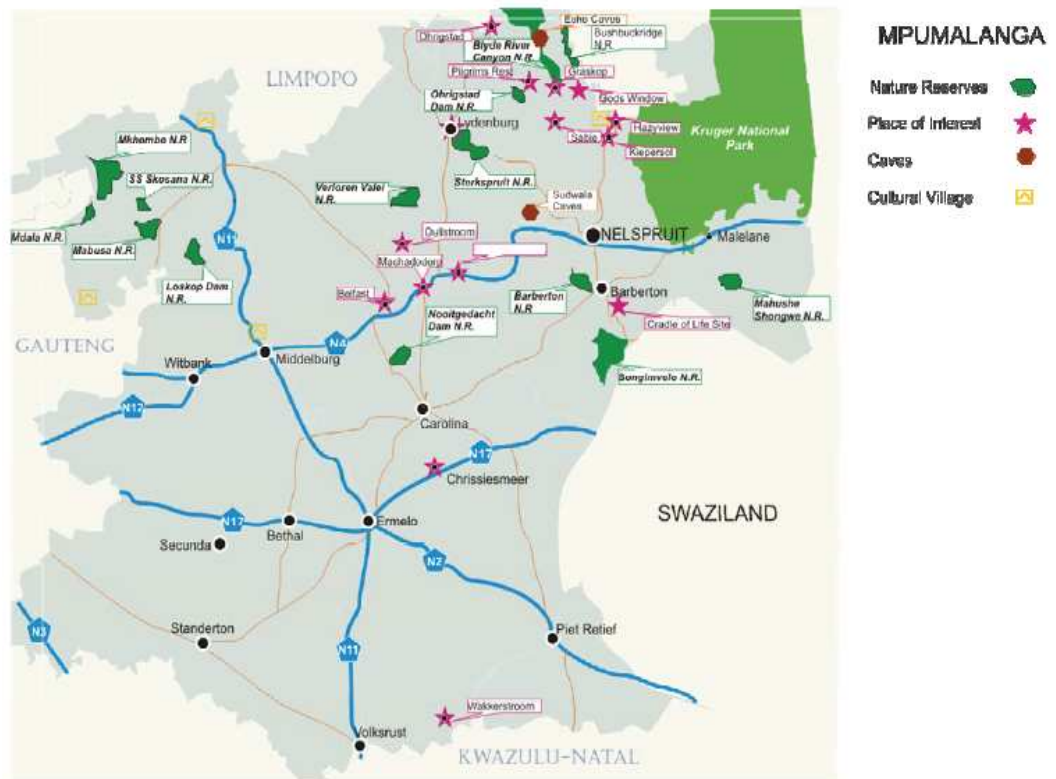 MPUMALANGA
Nature Reserves
Place of Interest
Caves
Cultural Village
Ohrigstad
Echo Caves
Bushbuckridge
N.R.
Blyde River
Canyon N.R.
LIMPOPO
Pilgrims Rest
Graskop
Ohrigstad
Dam N.R.
Gods Window
Lydenburg
Hazyview
Sabie
Kiepersol
Kruger National
Park
Mkhombo N.R
SS Skosana N.R.
Sterkspruit N.R.
Verloren Valei
N.R.
Sudwala
Caves
Mdala N.R.
Mabusa N.R.
N11
Dullstroom
NELSPRUIT
Malelane
Machadodorp
Loskop Dam
N.R.
Belfast
Barberton
N.R
Barberton
Mahushe
Shongwe N.R.
Nooitgedacht
Dam N.R.
Cradle of Life Site
GAUTENG
N4
Middelburg
Witbank
Songimvelo N.R.
N12
Carolina
N17
Chrissiesmeer
SWAZILAND
N17
Bethal
Ermelo
Secunda
N2
N3
Standerton
Piet Retief
N11
Wakkerstroom
Volksrust
KWAZULU-NATAL